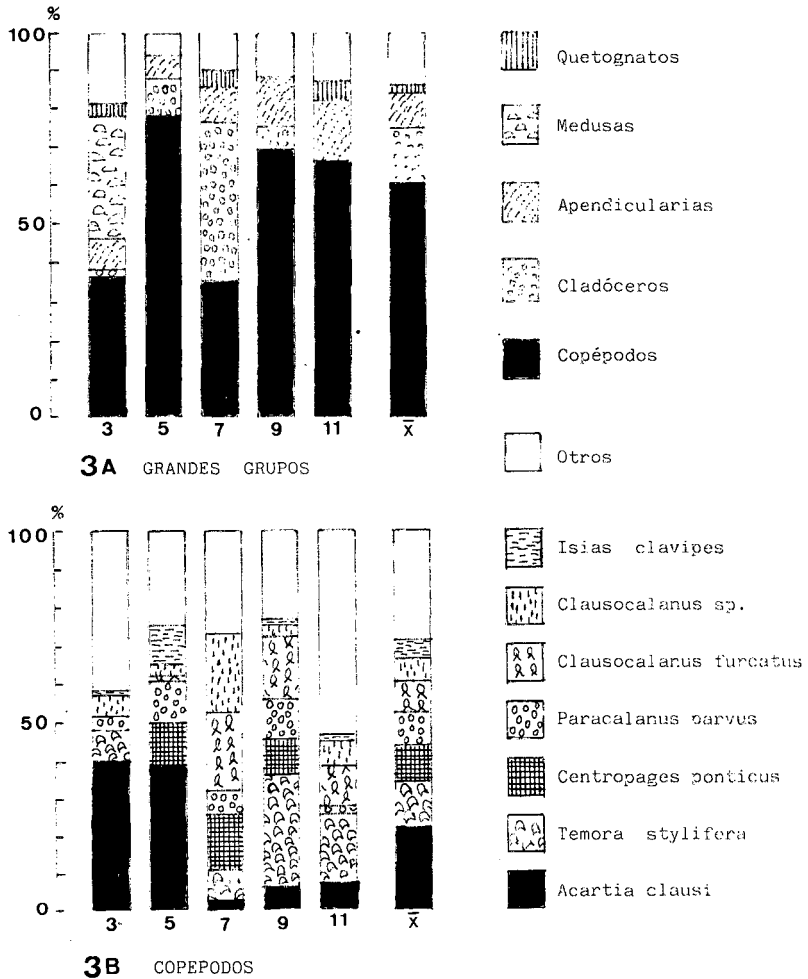 %
100
50
0
3 5 7 9 11 x̄
3A GRANDES GRUPOS
Quetognatos
Medusas
Apendicularias
Cladóceros
Copépodos
Otros
%
100
50
0
3 5 7 9 11 x̄
3B COPEPODOS
Isias clavipes
Clausocalanus sp.
Clausocalanus furcatus
Paracalanus parvus
Centropages ponticus
Temora stylifera
Acartia clausi